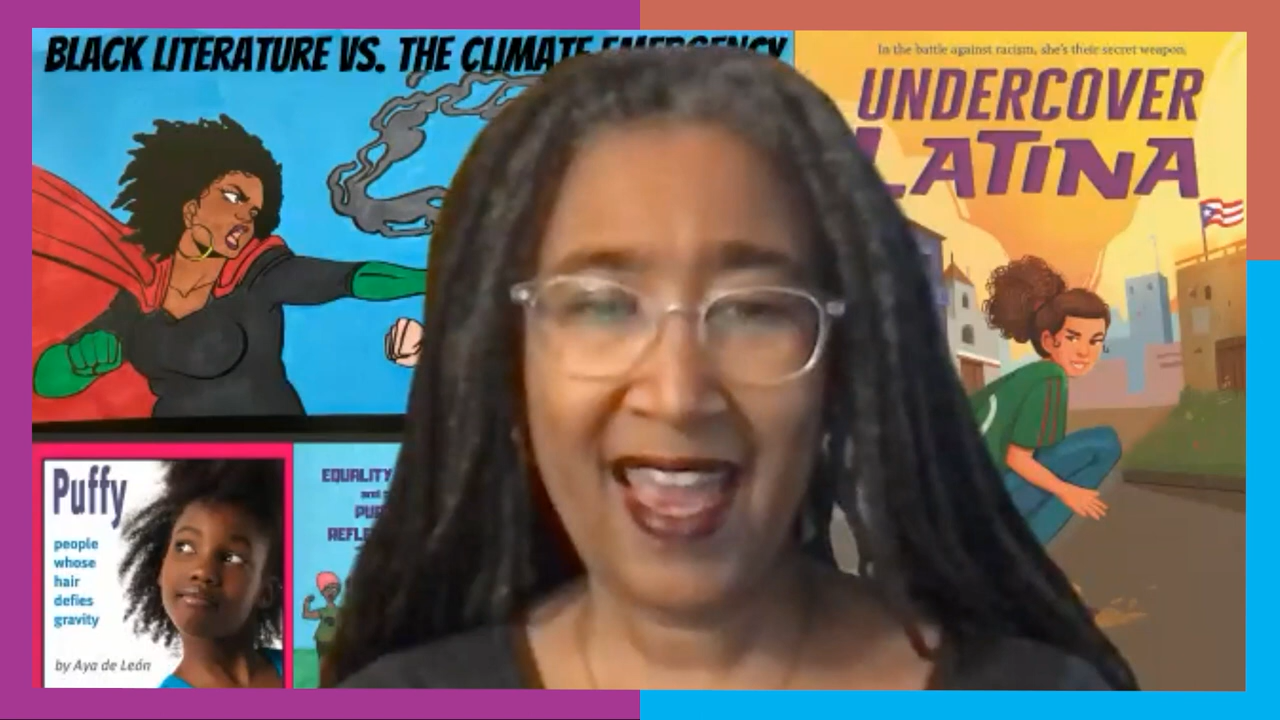 BLACK LITERATURE VS. THE CLIMATE EMERGENCY
In the battle against racism, she's their secret weapon.
UNDERCOVER
LATINA
Puffy
people
whose
hair
defies
gravity
by Aya de León
EQUALITY
and